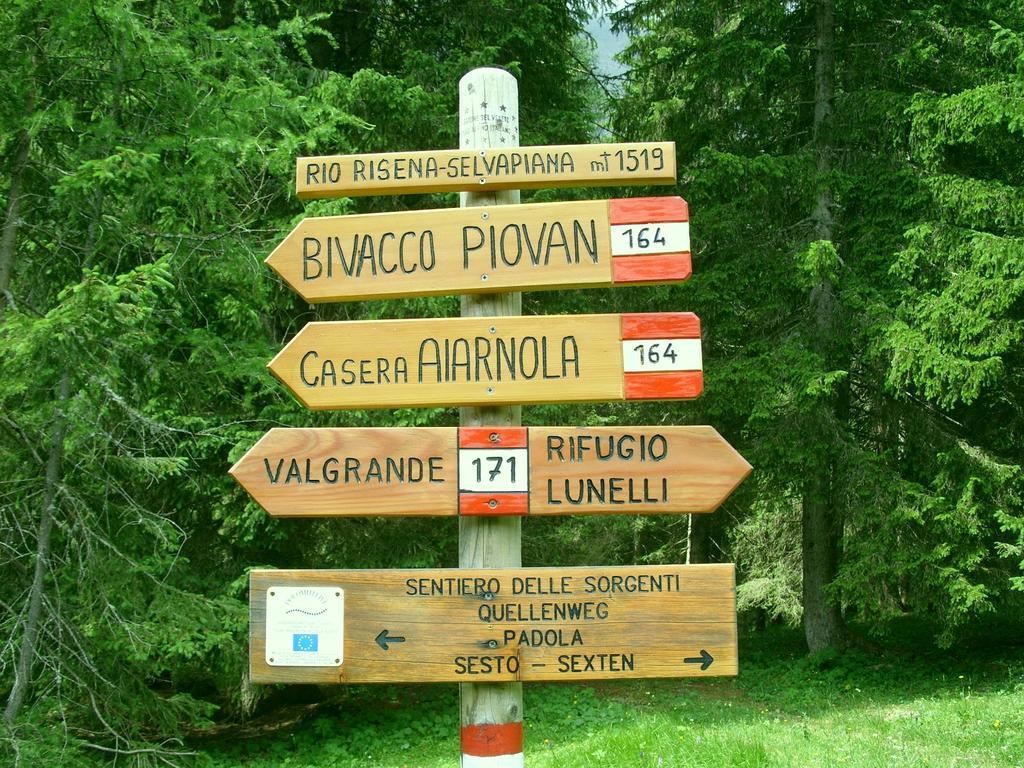 RIO RISENA-SELVAPIANA mt 1519
BIVACCO PIOVAN 164
CASERA AIARNOLA 164
VALGRANDE 171 RIFUGIO
LUNELLI
SENTIERO DELLE SORGENTI
QUELLENWEG
← PADOLA
SESTO - SEXTEN →